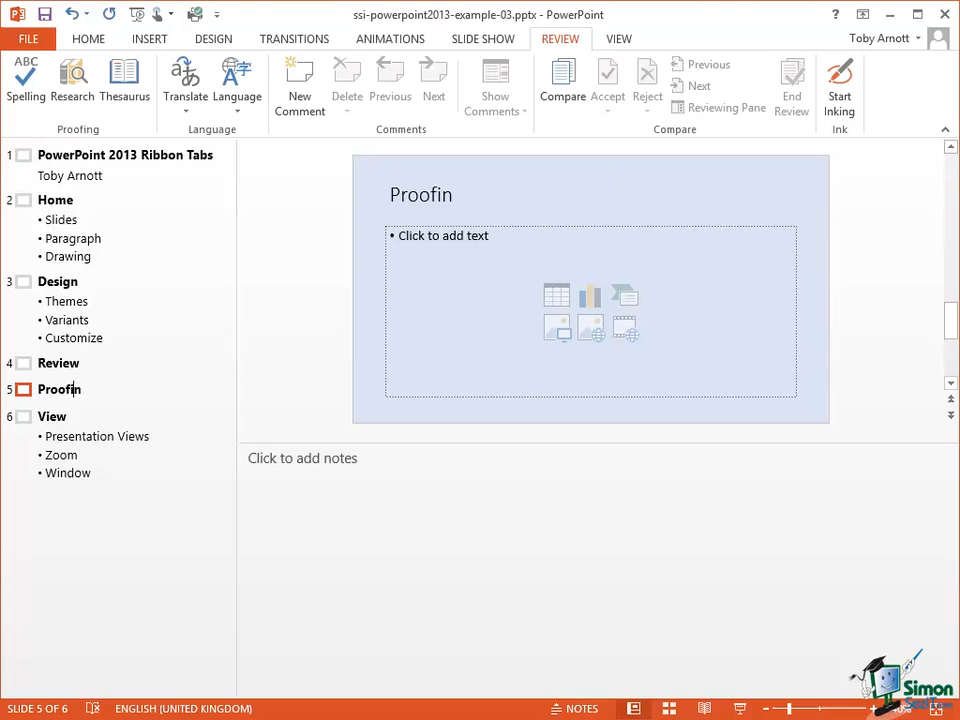 ssi-powerpoint2013-example-03.pptx - PowerPoint
?
FILE HOME INSERT DESIGN TRANSITIONS ANIMATIONS SLIDE SHOW REVIEW VIEW Toby Arnott
ABC
Spelling Research Thesaurus Translate Language New Comment Delete Previous Next Show Comments Compare Accept Reject Previous Next Reviewing Pane End Review Start Inking
Proofing Language Comments Compare Ink
1 PowerPoint 2013 Ribbon Tabs
Toby Arnott
2 Home
• Slides
• Paragraph
• Drawing
3 Design
• Themes
• Variants
• Customize
4 Review
5 Proofin
6 View
• Presentation Views
• Zoom
• Window
Proofin
• Click to add text
Click to add notes
SLIDE 5 OF 6 ENGLISH (UNITED KINGDOM) NOTES
Simon